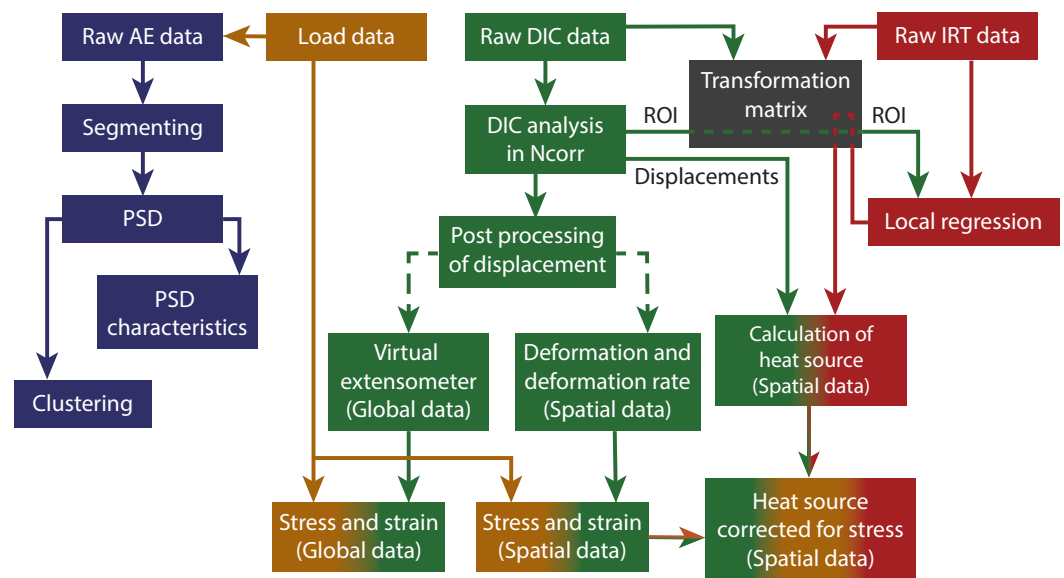 Raw AE data
Load data
Raw DIC data
Raw IRT data
Transformation
matrix
Segmenting
DIC analysis
in Ncorr
ROI
ROI
Displacements
PSD
Local regression
Post processing
of displacement
PSD
characteristics
Clustering
Virtual
extensometer
(Global data)
Deformation and
deformation rate
(Spatial data)
Calculation of
heat source
(Spatial data)
Stress and strain
(Global data)
Stress and strain
(Spatial data)
Heat source
corrected for stress
(Spatial data)